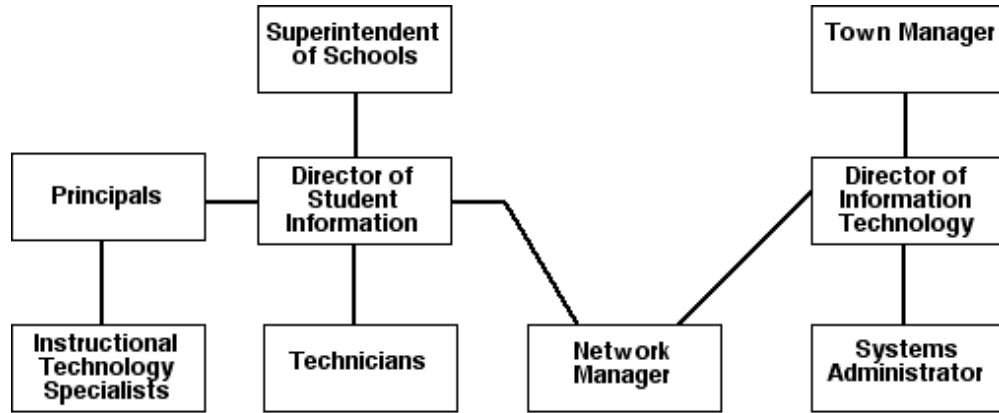 Superintendent
of Schools
Town Manager
Principals
Director of
Student
Information
Director of
Information
Technology
Instructional
Technology
Specialists
Technicians
Network
Manager
Systems
Administrator